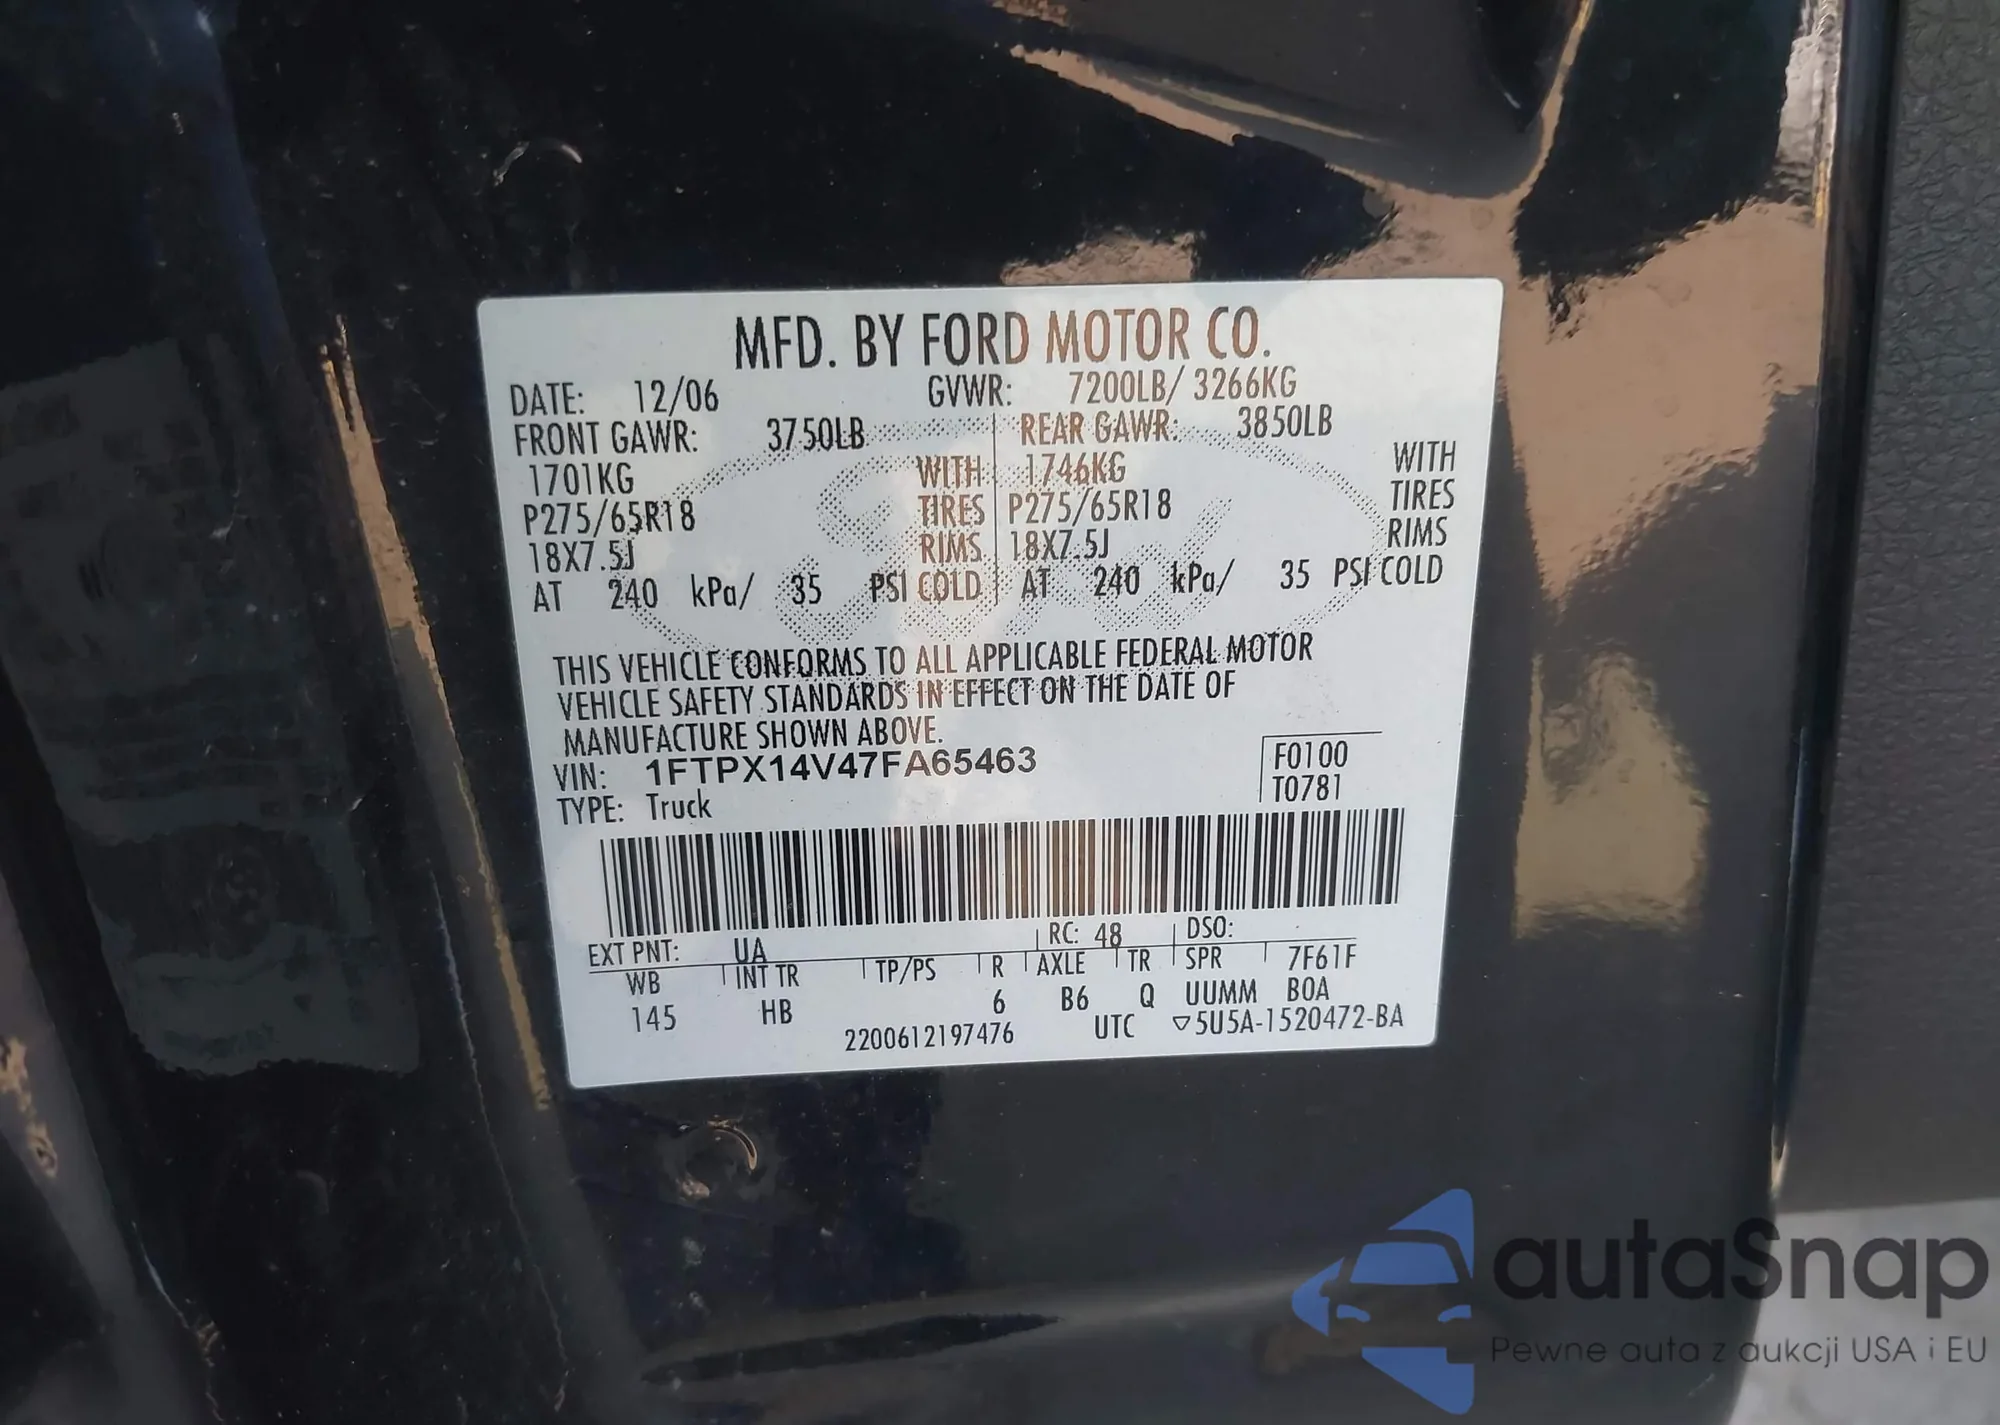 MFD. BY FORD MOTOR CO.
DATE: 12/06 GVWR: 7200LB/ 3266KG
FRONT GAWR: 3750LB REAR GAWR: 3850LB
1701KG WITH 1746KG WITH
P275/65R18 TIRES P275/65R18 TIRES
18X7.5J RIMS 18X7.5J RIMS
AT 240 kPa/ 35 PSI COLD AT 240 kPa/ 35 PSI COLD
THIS VEHICLE CONFORMS TO ALL APPLICABLE FEDERAL MOTOR
VEHICLE SAFETY STANDARDS IN EFFECT ON THE DATE OF
MANUFACTURE SHOWN ABOVE.
VIN: 1FTPX14V47FA65463 F0100
TYPE: Truck T0781
EXT PNT: UA RC: 48 DSO:
WB INT TR TP/PS R AXLE TR SPR 7F61F
145 HB 6 B6 Q UUMM BOA
2200612197476 UTC ▽5U5A-1520472-BA
autaSnap
Pewne auta z aukcji USA i EU